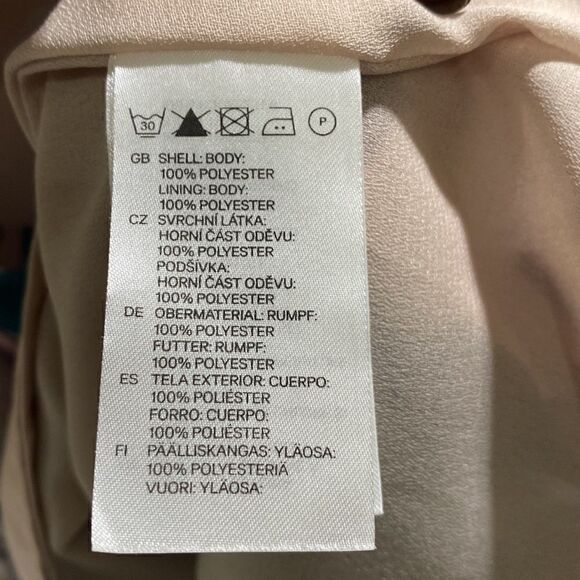 30 P
GB SHELL: BODY:
100% POLYESTER
LINING: BODY:
100% POLYESTER
CZ SVRCHNÍ LÁTKA:
HORNÍ ČÁST ODĚVU:
100% POLYESTER
PODŠÍVKA:
HORNÍ ČÁST ODĚVU:
100% POLYESTER
DE OBERMATERIAL: RUMPF:
100% POLYESTER
FUTTER: RUMPF:
100% POLYESTER
ES TELA EXTERIOR: CUERPO:
100% POLIÉSTER
FORRO: CUERPO:
100% POLIÉSTER
FI PÄÄLLISKANGAS: YLÄOSA:
100% POLYESTERIÄ
VUORI: YLÄOSA: